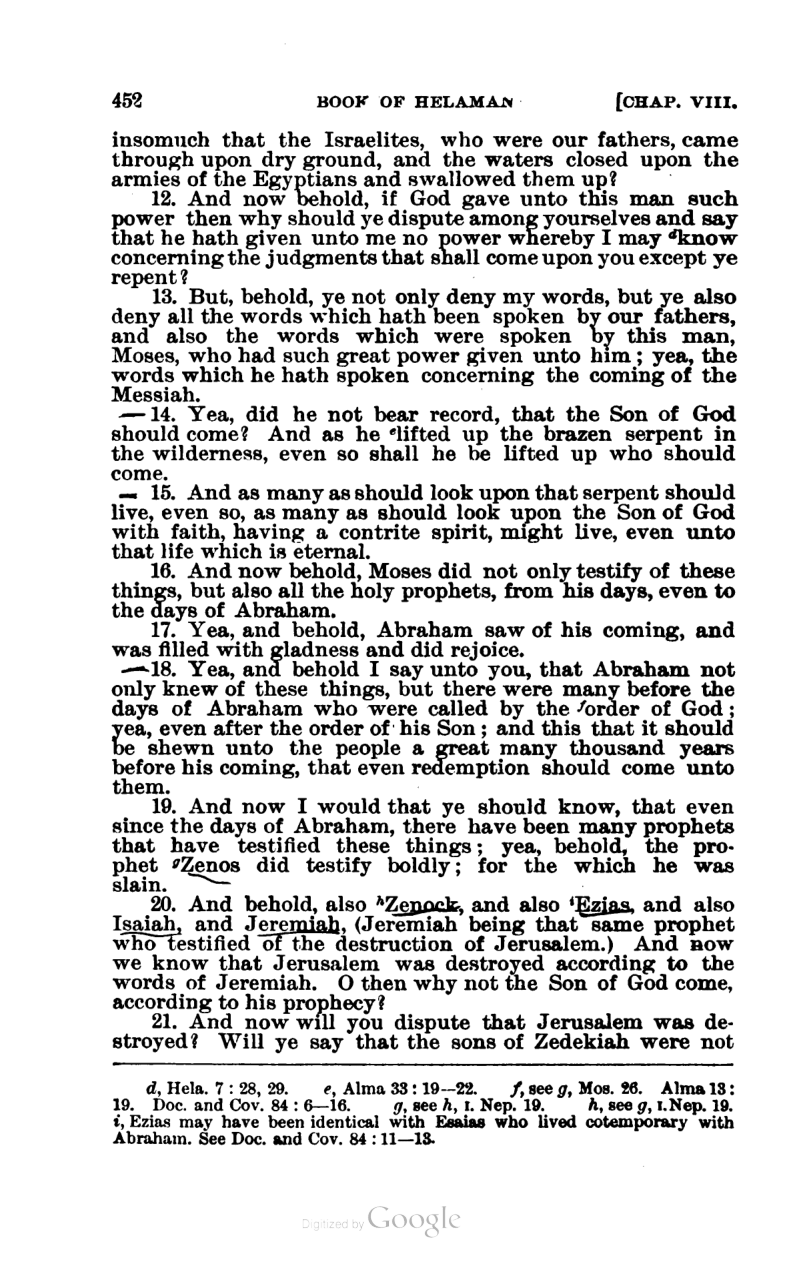 452 BOOK OF HELAMAN [CHAP. VIII.
insomuch that the Israelites, who were our fathers, came
through upon dry ground, and the waters closed upon the
armies of the Egyptians and swallowed them up?
12. And now behold, if God gave unto this man such
power then why should ye dispute among yourselves and say
that he hath given unto me no power whereby I may dknow
concerning the judgments that shall come upon you except ye
repent?
13. But, behold, ye not only deny my words, but ye also
deny all the words which hath been spoken by our fathers,
and also the words which were spoken by this man,
Moses, who had such great power given unto him; yea, the
words which he hath spoken concerning the coming of the
Messiah.
— 14. Yea, did he not bear record, that the Son of God
should come? And as he elifted up the brazen serpent in
the wilderness, even so shall he be lifted up who should
come.
— 15. And as many as should look upon that serpent should
live, even so, as many as should look upon the Son of God
with faith, having a contrite spirit, might live, even unto
that life which is eternal.
16. And now behold, Moses did not only testify of these
things, but also all the holy prophets, from his days, even to
the days of Abraham.
17. Yea, and behold, Abraham saw of his coming, and
was filled with gladness and did rejoice.
—18. Yea, and behold I say unto you, that Abraham not
only knew of these things, but there were many before the
days of Abraham who were called by the forder of God;
yea, even after the order of his Son; and this that it should
be shewn unto the people a great many thousand years
before his coming, that even redemption should come unto
them.
19. And now I would that ye should know, that even
since the days of Abraham, there have been many prophets
that have testified these things; yea, behold, the pro-
phet gZenos did testify boldly; for the which he was
slain.
20. And behold, also hZenock, and also iEzias, and also
Isaiah, and Jeremiah, (Jeremiah being that same prophet
who testified of the destruction of Jerusalem.) And now
we know that Jerusalem was destroyed according to the
words of Jeremiah. O then why not the Son of God come,
according to his prophecy?
21. And now will you dispute that Jerusalem was de-
stroyed? Will ye say that the sons of Zedekiah were not
d, Hela. 7 : 28, 29. e, Alma 33 : 19--22. f, see g, Mos. 26. Alma 13 :
19. Doc. and Cov. 84 : 6—16. g, see h, I. Nep. 19. h, see g, I. Nep. 19.
i, Ezias may have been identical with Esaias who lived cotemporary with
Abraham. See Doc. and Cov. 84 : 11—13.
Digitized by Google